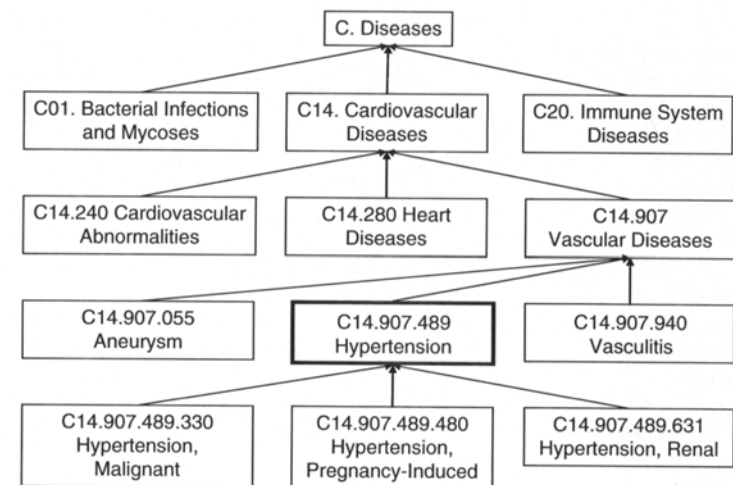 C. Diseases
C01. Bacterial Infections
and Mycoses
C14. Cardiovascular
Diseases
C20. Immune System
Diseases
C14.240 Cardiovascular
Abnormalities
C14.280 Heart
Diseases
C14.907
Vascular Diseases
C14.907.055
Aneurysm
C14.907.489
Hypertension
C14.907.940
Vasculitis
C14.907.489.330
Hypertension,
Malignant
C14.907.489.480
Hypertension,
Pregnancy-Induced
C14.907.489.631
Hypertension, Renal